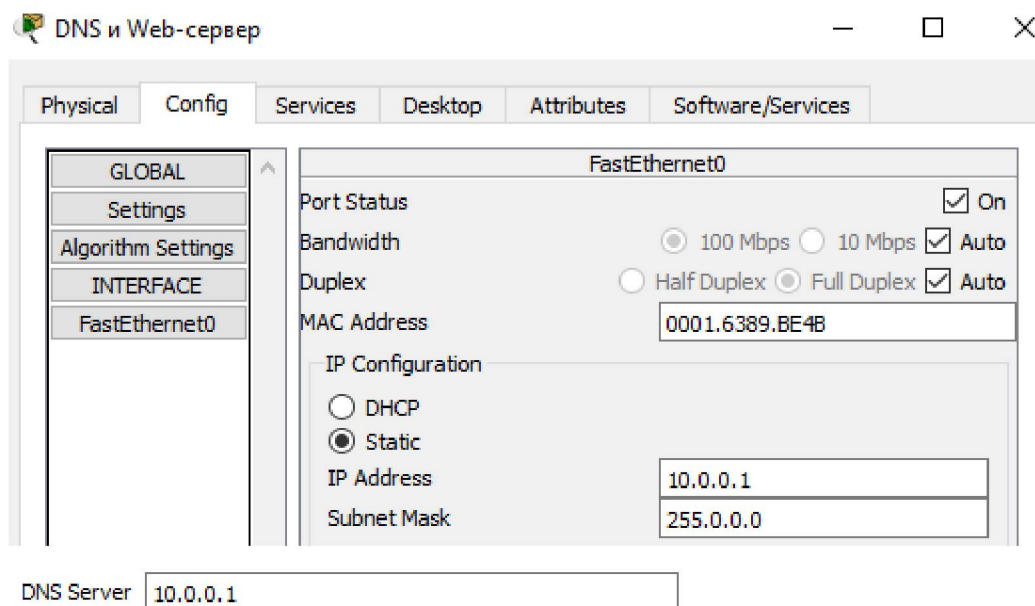 DNS и Web-сервер
Physical Config Services Desktop Attributes Software/Services
GLOBAL
Settings
Algorithm Settings
INTERFACE
FastEthernet0
FastEthernet0
Port Status On
Bandwidth 100 Mbps 10 Mbps Auto
Duplex Half Duplex Full Duplex Auto
MAC Address 0001.6389.BE4B
IP Configuration
DHCP
Static
IP Address 10.0.0.1
Subnet Mask 255.0.0.0
DNS Server 10.0.0.1